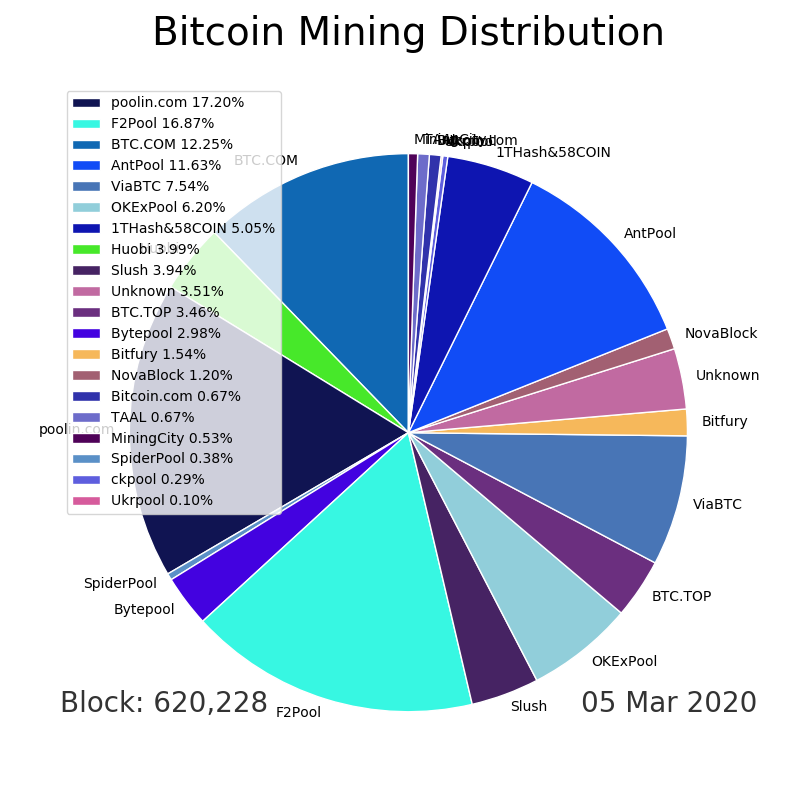 Bitcoin Mining Distribution
poolin.com 17.20%
F2Pool 16.87%
BTC.COM 12.25%
AntPool 11.63%
ViaBTC 7.54%
OKExPool 6.20%
1THash&58COIN 5.05%
Huobi 3.99%
Slush 3.94%
Unknown 3.51%
BTC.TOP 3.46%
Bytepool 2.98%
Bitfury 1.54%
NovaBlock 1.20%
Bitcoin.com 0.67%
TAAL 0.67%
MiningCity 0.53%
SpiderPool 0.38%
ckpool 0.29%
Ukrpool 0.10%
BTC.COM
MiningCity
1THash&58COIN
AntPool
NovaBlock
Unknown
Bitfury
ViaBTC
BTC.TOP
OKExPool
Slush
F2Pool
Bytepool
SpiderPool
poolin.com
Block: 620,228
05 Mar 2020